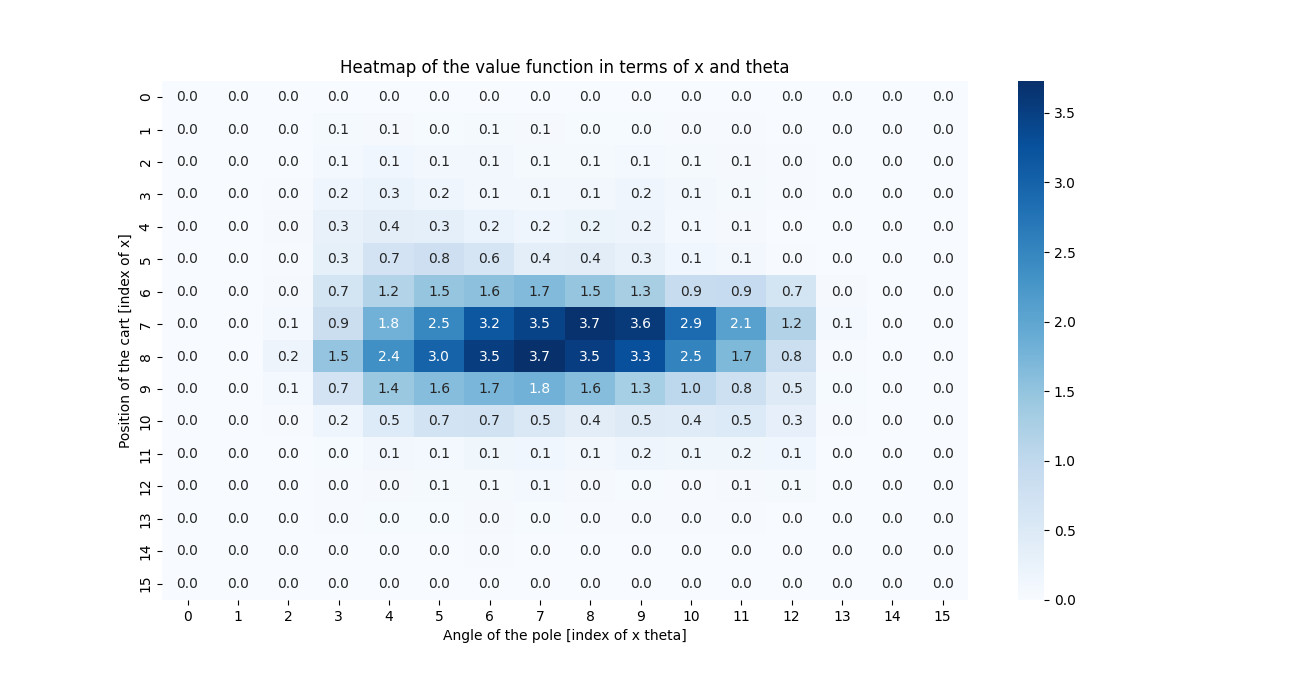 Heatmap of the value function in terms of x and theta
0 0.0 0.0 0.0 0.0 0.0 0.0 0.0 0.0 0.0 0.0 0.0 0.0 0.0 0.0 0.0 0.0
1 0.0 0.0 0.0 0.1 0.1 0.0 0.1 0.1 0.0 0.0 0.0 0.0 0.0 0.0 0.0 0.0
2 0.0 0.0 0.0 0.1 0.1 0.1 0.1 0.1 0.1 0.1 0.1 0.1 0.0 0.0 0.0 0.0
3 0.0 0.0 0.0 0.2 0.3 0.2 0.1 0.1 0.1 0.2 0.1 0.1 0.0 0.0 0.0 0.0
4 0.0 0.0 0.0 0.3 0.4 0.3 0.2 0.2 0.2 0.2 0.1 0.1 0.0 0.0 0.0 0.0
5 0.0 0.0 0.0 0.3 0.7 0.8 0.6 0.4 0.4 0.3 0.1 0.1 0.0 0.0 0.0 0.0
6 0.0 0.0 0.0 0.7 1.2 1.5 1.6 1.7 1.5 1.3 0.9 0.9 0.7 0.0 0.0 0.0
7 0.0 0.0 0.1 0.9 1.8 2.5 3.2 3.5 3.7 3.6 2.9 2.1 1.2 0.1 0.0 0.0
8 0.0 0.0 0.2 1.5 2.4 3.0 3.5 3.7 3.5 3.3 2.5 1.7 0.8 0.0 0.0 0.0
9 0.0 0.0 0.1 0.7 1.4 1.6 1.7 1.8 1.6 1.3 1.0 0.8 0.5 0.0 0.0 0.0
10 0.0 0.0 0.0 0.2 0.5 0.7 0.7 0.5 0.4 0.5 0.4 0.5 0.3 0.0 0.0 0.0
11 0.0 0.0 0.0 0.0 0.1 0.1 0.1 0.1 0.1 0.2 0.1 0.2 0.1 0.0 0.0 0.0
12 0.0 0.0 0.0 0.0 0.0 0.1 0.1 0.1 0.0 0.0 0.0 0.1 0.1 0.0 0.0 0.0
13 0.0 0.0 0.0 0.0 0.0 0.0 0.0 0.0 0.0 0.0 0.0 0.0 0.0 0.0 0.0 0.0
14 0.0 0.0 0.0 0.0 0.0 0.0 0.0 0.0 0.0 0.0 0.0 0.0 0.0 0.0 0.0 0.0
15 0.0 0.0 0.0 0.0 0.0 0.0 0.0 0.0 0.0 0.0 0.0 0.0 0.0 0.0 0.0 0.0
0 1 2 3 4 5 6 7 8 9 10 11 12 13 14 15
Angle of the pole [index of x theta]
Position of the cart [index of x]
3.5
3.0
2.5
2.0
1.5
1.0
0.5
0.0